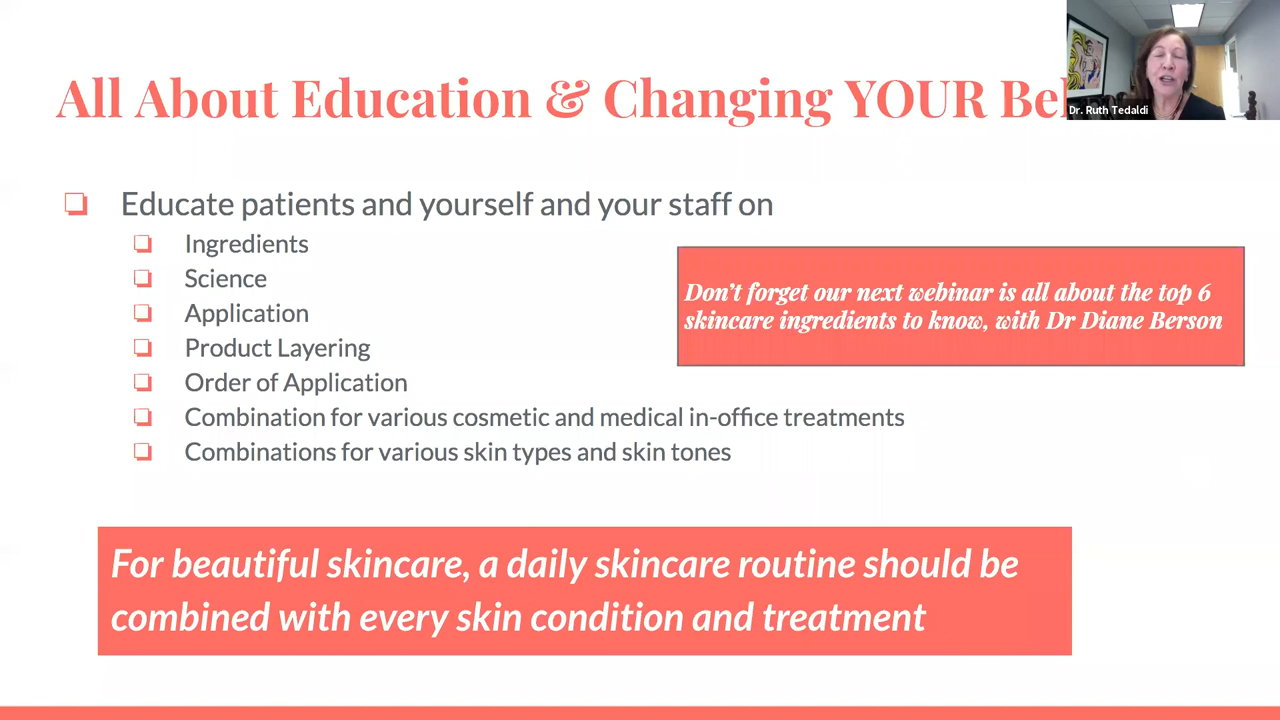 All About Education & Changing YOUR
Dr. Ruth Tedaldi
Educate patients and yourself and your staff on
Ingredients
Science
Application
Product Layering
Order of Application
Combination for various cosmetic and medical in-office treatments
Combinations for various skin types and skin tones
Don't forget our next webinar is all about the top 6
skincare ingredients to know, with Dr Diane Berson
For beautiful skincare, a daily skincare routine should be
combined with every skin condition and treatment